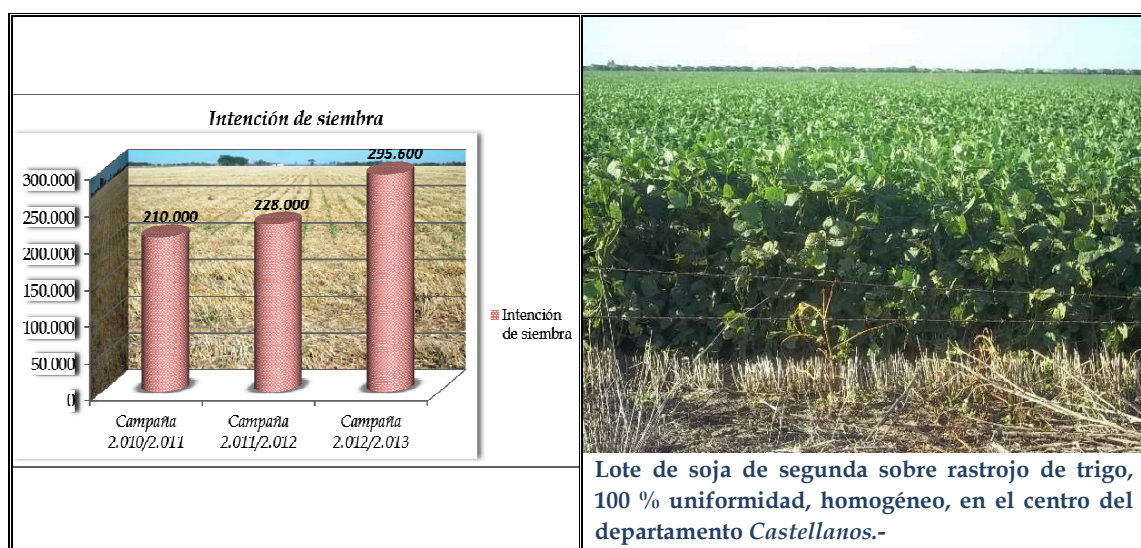 Intención de siembra
300.000
250.000
200.000
150.000
100.000
50.000
0
210.000
228.000
295.600
Campaña
2.010/2.011
Campaña
2.011/2.012
Campaña
2.012/2.013
Intención
de siembra
Lote de soja de segunda sobre rastrojo de trigo,
100 % uniformidad, homogéneo, en el centro del
departamento Castellanos.-